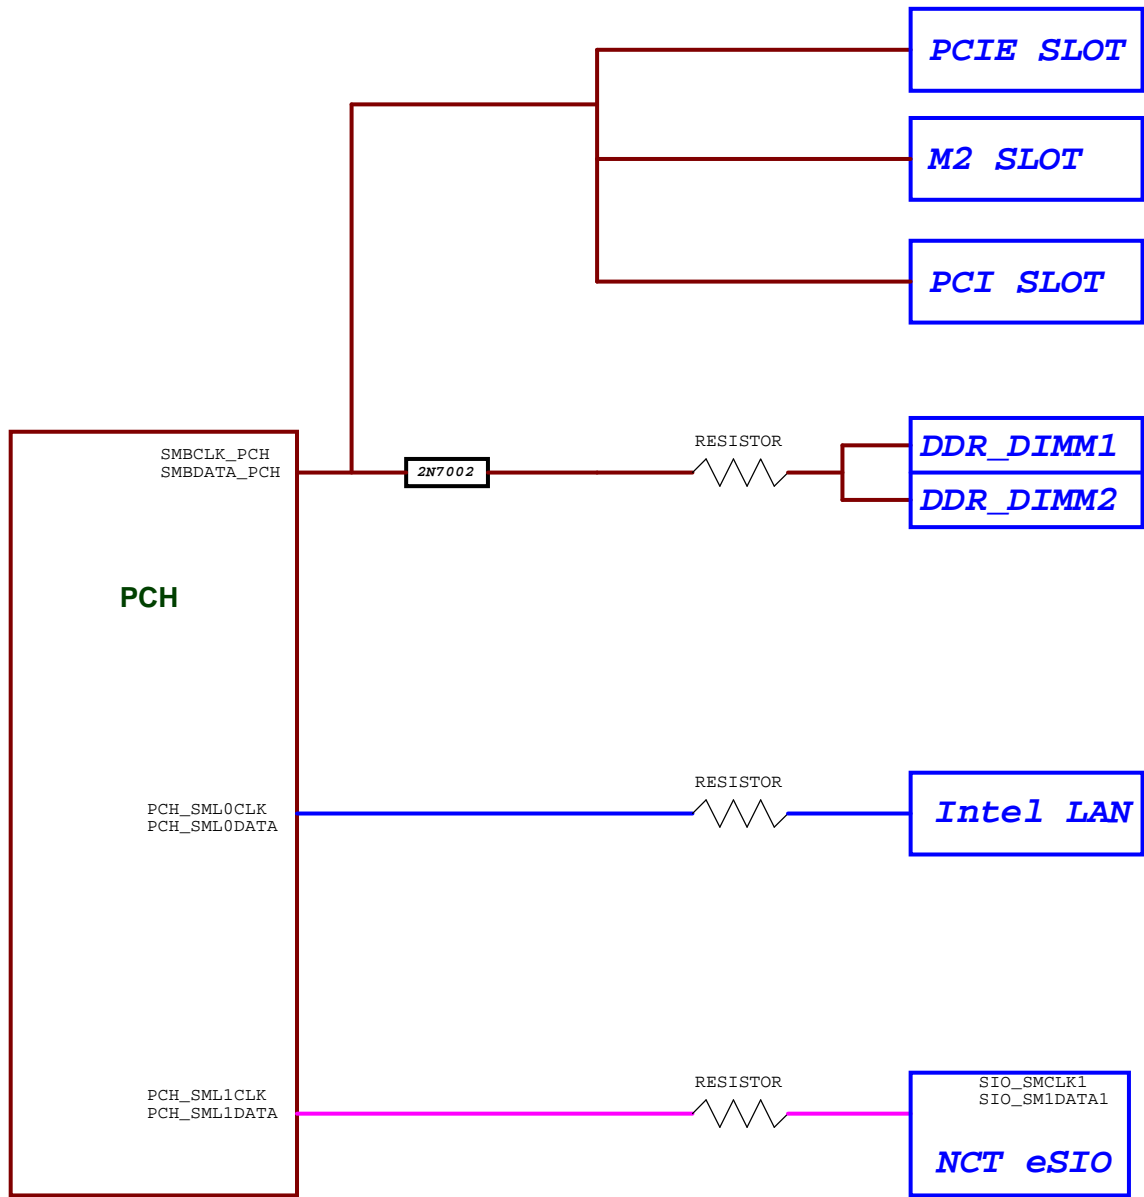 PCIE SLOT
M2 SLOT
PCI SLOT
SMBCLK_PCH
SMBDATA_PCH
2N7002
RESISTOR
DDR_DIMM1
DDR_DIMM2
PCH
PCH_SML0CLK
PCH_SML0DATA
RESISTOR
Intel LAN
PCH_SML1CLK
PCH_SML1DATA
RESISTOR
SIO_SMCLK1
SIO_SM1DATA1
NCT eSIO